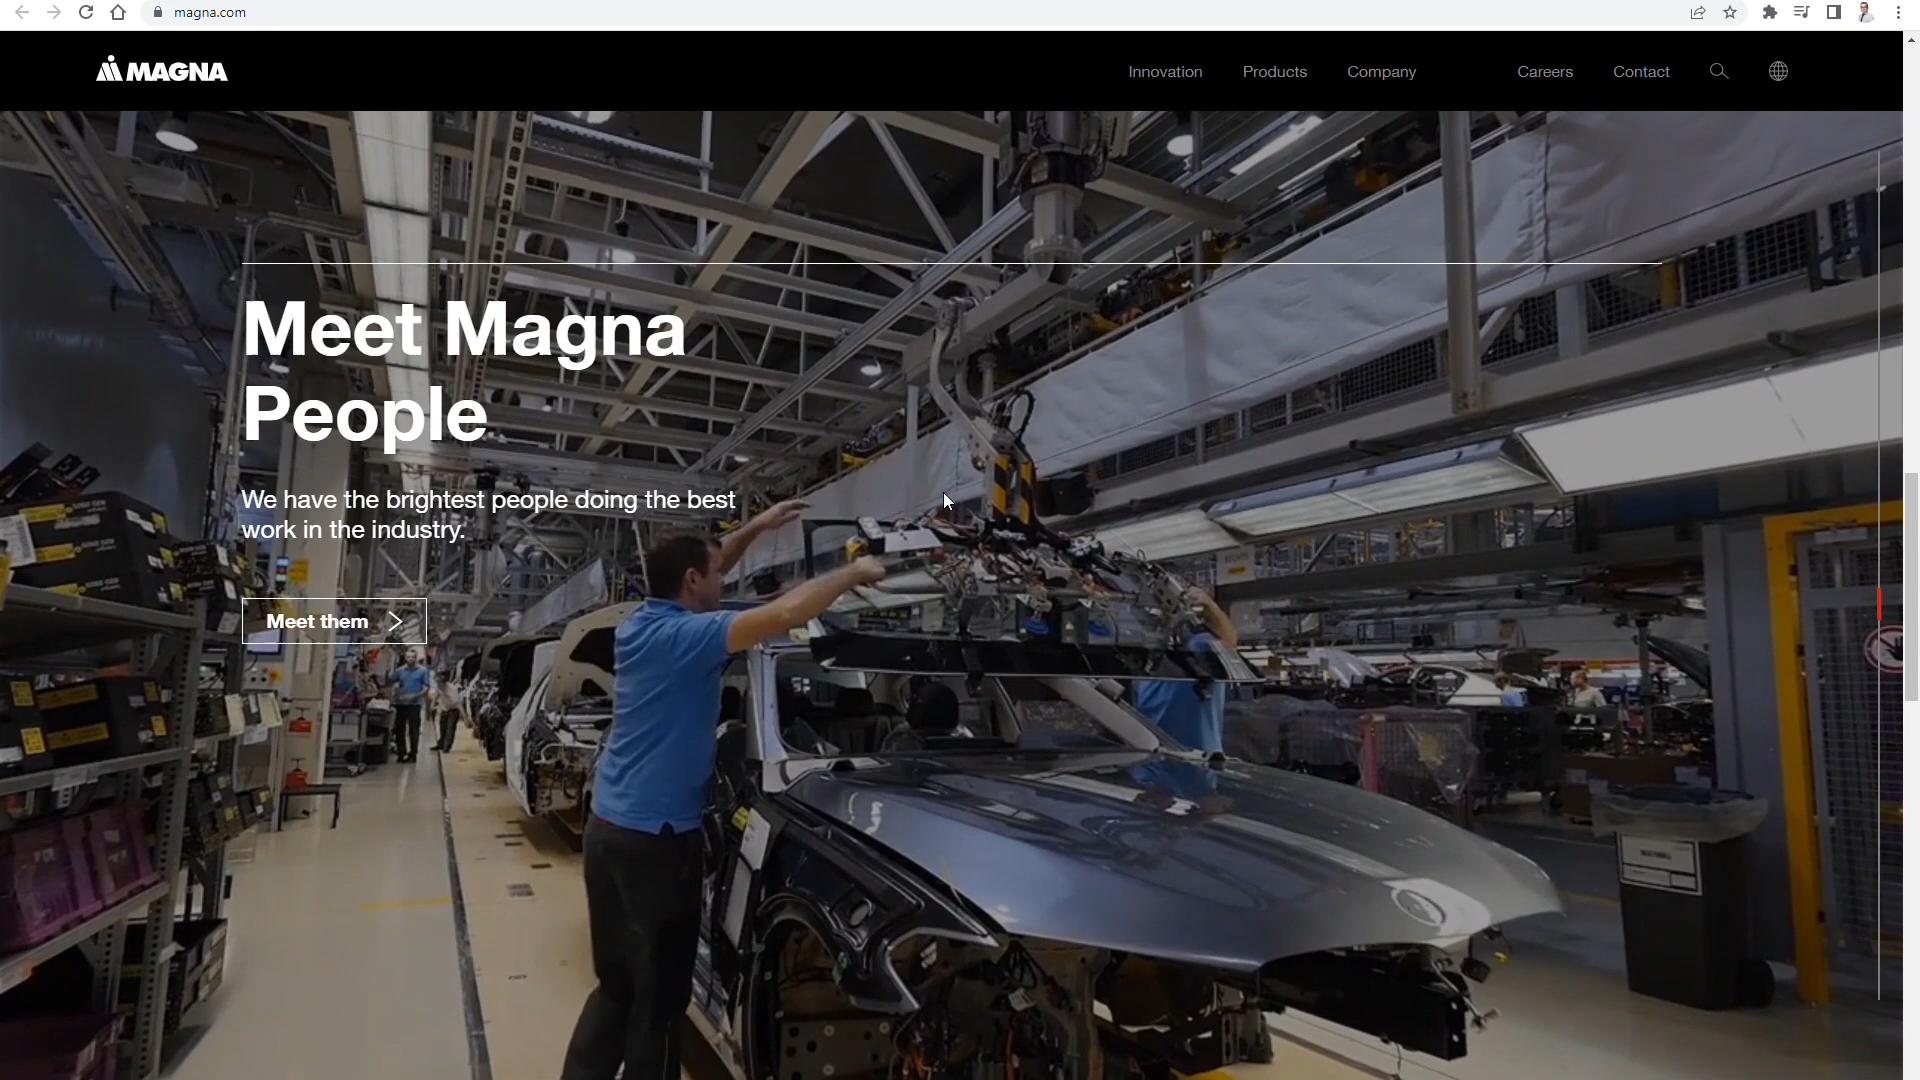 magna.com
MAGNA
Innovation
Products
Company
Careers
Contact
Meet Magna
People
We have the brightest people doing the best
work in the industry.
Meet them